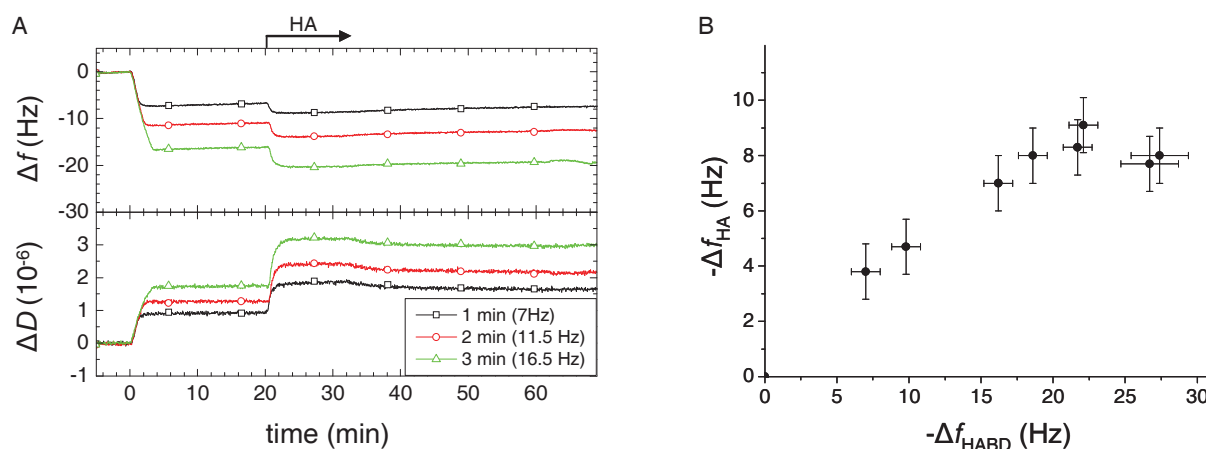 A
HA
0
-10
-20
-30
Δf (Hz)
3
2
1
0
-1
ΔD (10⁻⁶)
1 min (7Hz)
2 min (11.5 Hz)
3 min (16.5 Hz)
0 10 20 30 40 50 60
time (min)
B
10
8
6
4
2
0
-Δf_HA (Hz)
0 5 10 15 20 25 30
-Δf_HABD (Hz)